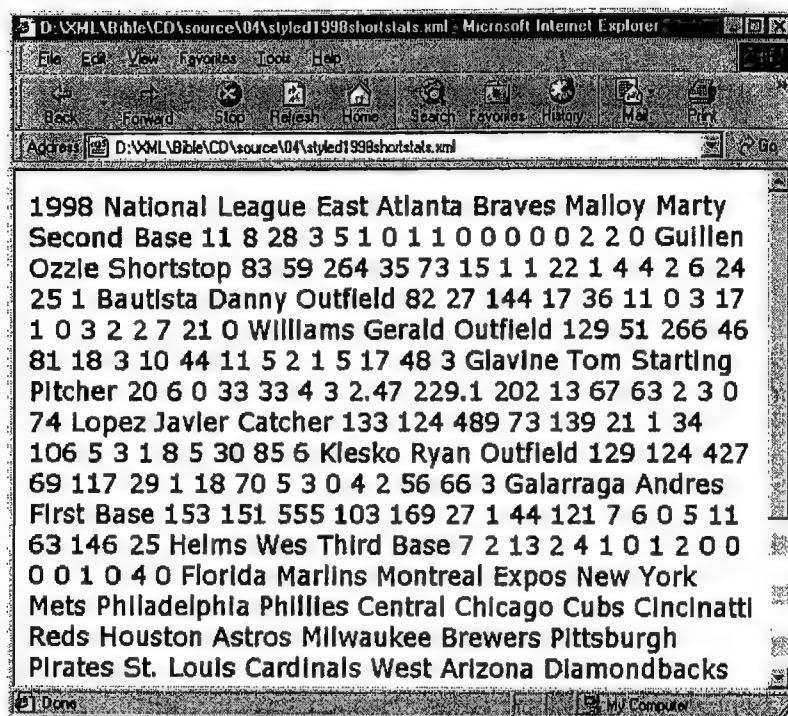 D:\XML\Bible\CD\source\04\styled1998shortstats.xml - Microsoft Internet Explorer
File Edit View Favorites Tools Help
Back Forward Stop Refresh Home Search Favorites History Mail Print
Address D:\XML\Bible\CD\source\04\styled1998shortstats.xml Go
1998 National League East Atlanta Braves Malloy Marty
Second Base 11 8 28 3 5 1 0 1 1 0 0 0 0 0 2 2 0 Guillen
Ozzie Shortstop 83 59 264 35 73 15 1 1 22 1 4 4 2 6 24
25 1 Bautista Danny Outfield 82 27 144 17 36 11 0 3 17
1 0 3 2 2 7 21 0 Williams Gerald Outfield 129 51 266 46
81 18 3 10 44 11 5 2 1 5 17 48 3 Glavine Tom Starting
Pitcher 20 6 0 33 33 4 3 2.47 229.1 202 13 67 63 2 3 0
74 Lopez Javier Catcher 133 124 489 73 139 21 1 34
106 5 3 1 8 5 30 85 6 Klesko Ryan Outfield 129 124 427
69 117 29 1 18 70 5 3 0 4 2 56 66 3 Galarraga Andres
First Base 153 151 555 103 169 27 1 44 121 7 6 0 5 11
63 146 25 Helms Wes Third Base 7 2 13 2 4 1 0 1 2 0 0
0 0 1 0 4 0 Florida Marlins Montreal Expos New York
Mets Philadelphia Phillies Central Chicago Cubs Cincinatti
Reds Houston Astros Milwaukee Brewers Pittsburgh
Pirates St. Louis Cardinals West Arizona Diamondbacks
Done My Computer